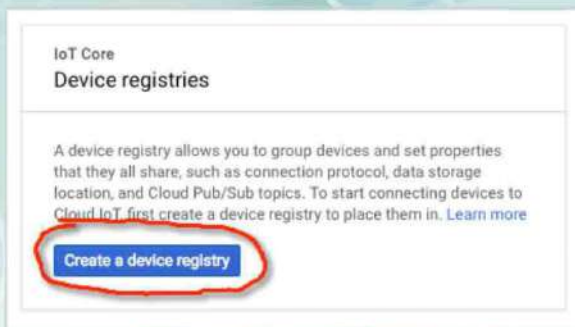 IoT Core
Device registries
A device registry allows you to group devices and set properties
that they all share, such as connection protocol, data storage
location, and Cloud Pub/Sub topics. To start connecting devices to
Cloud IoT, first create a device registry to place them in. Learn more
Create a device registry